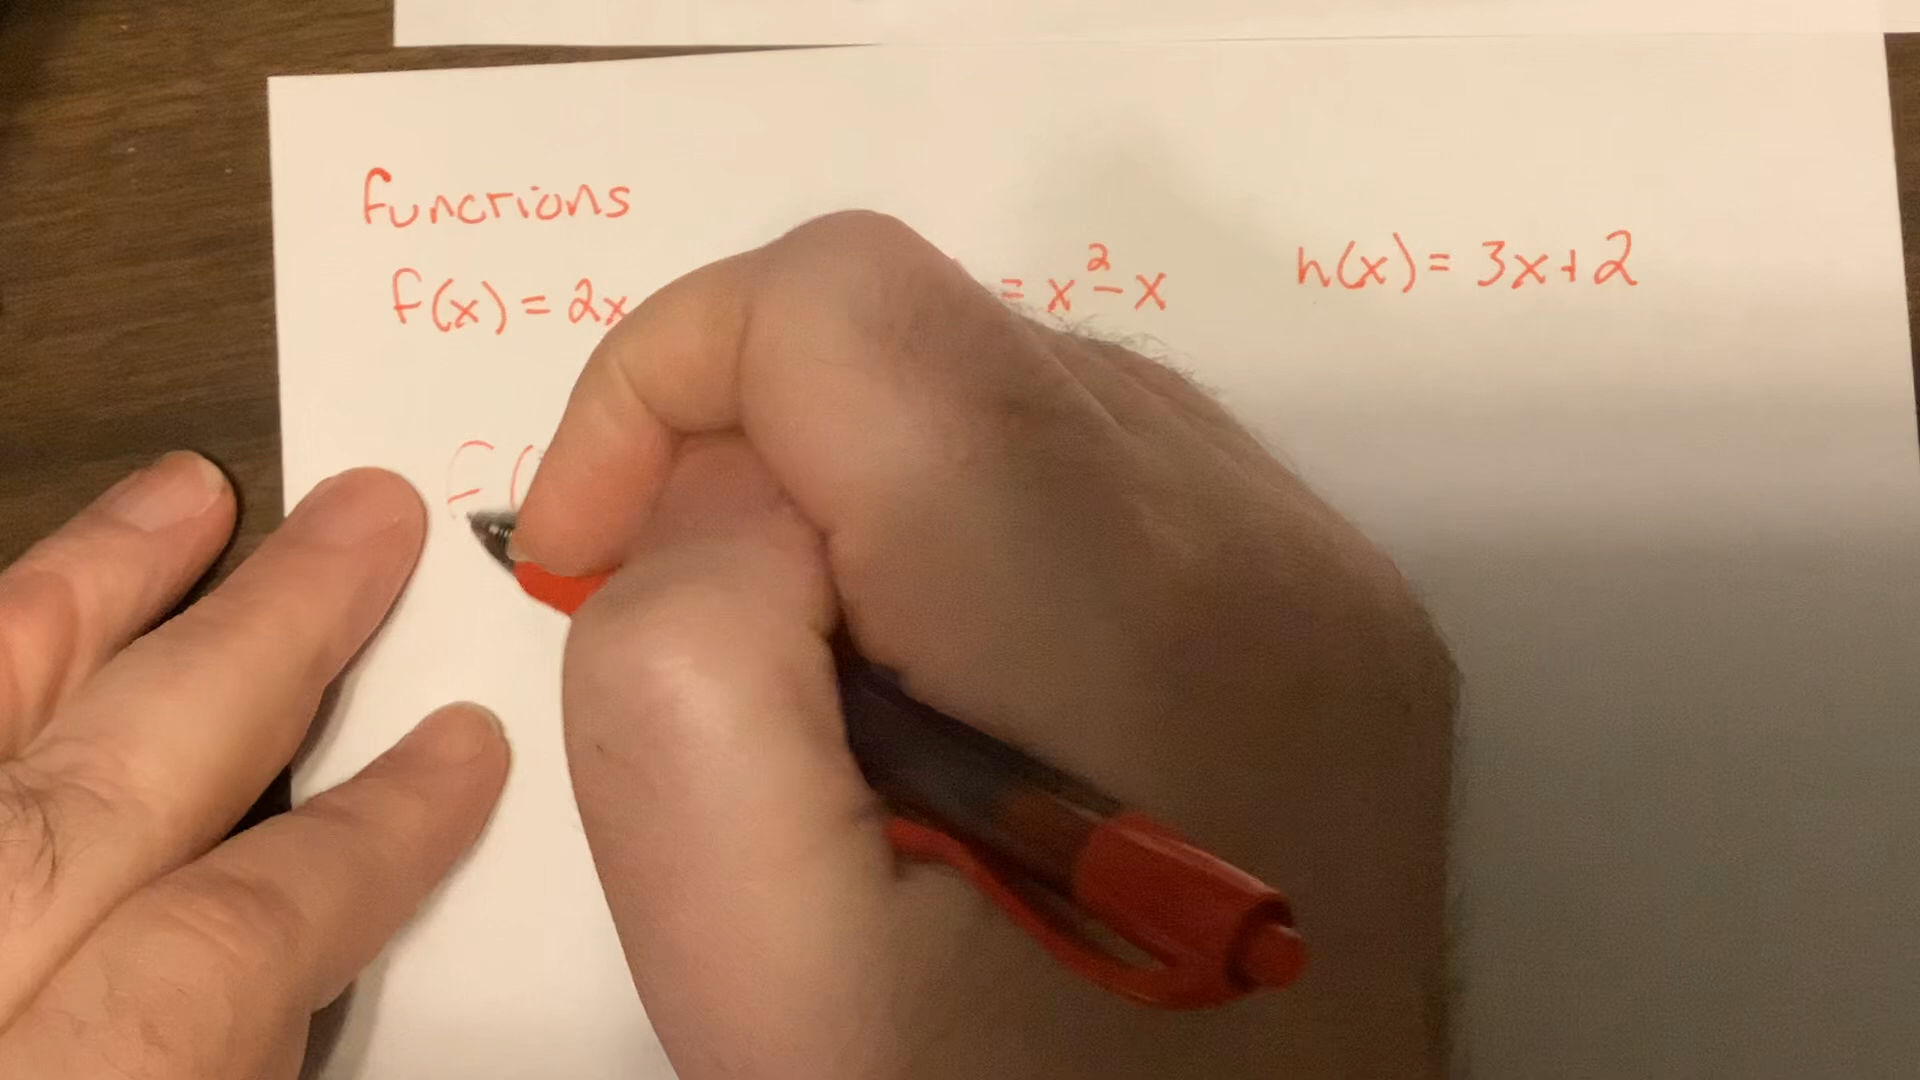 functions
f(x) = 2x = x²-x h(x) = 3x+2
f(